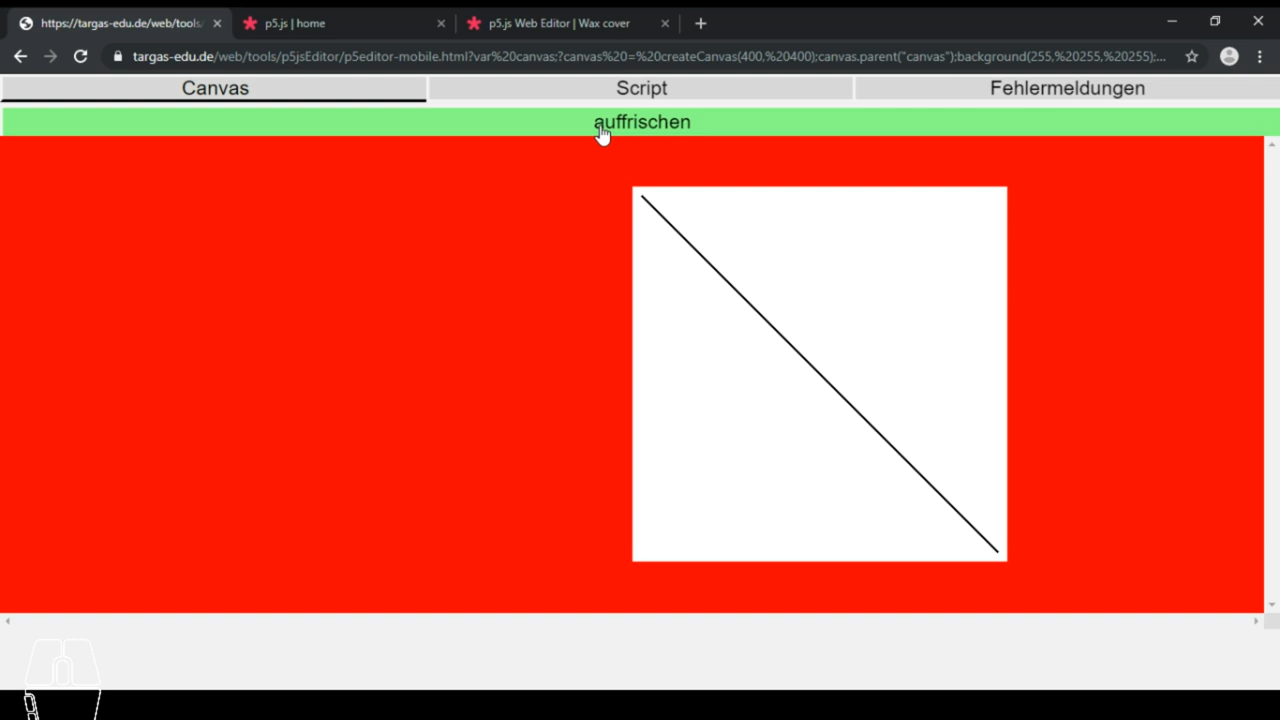 https://targas-edu.de/web/tools
p5.js | home
p5.js Web Editor | Wax cover
targas-edu.de/web/tools/p5jsEditor/p5editor-mobile.html?var%20canvas;?canvas%20=%20createCanvas(400,%20400);canvas.parent("canvas");background(255,%20255,%20255);...
Canvas
Script
Fehlermeldungen
auffrischen